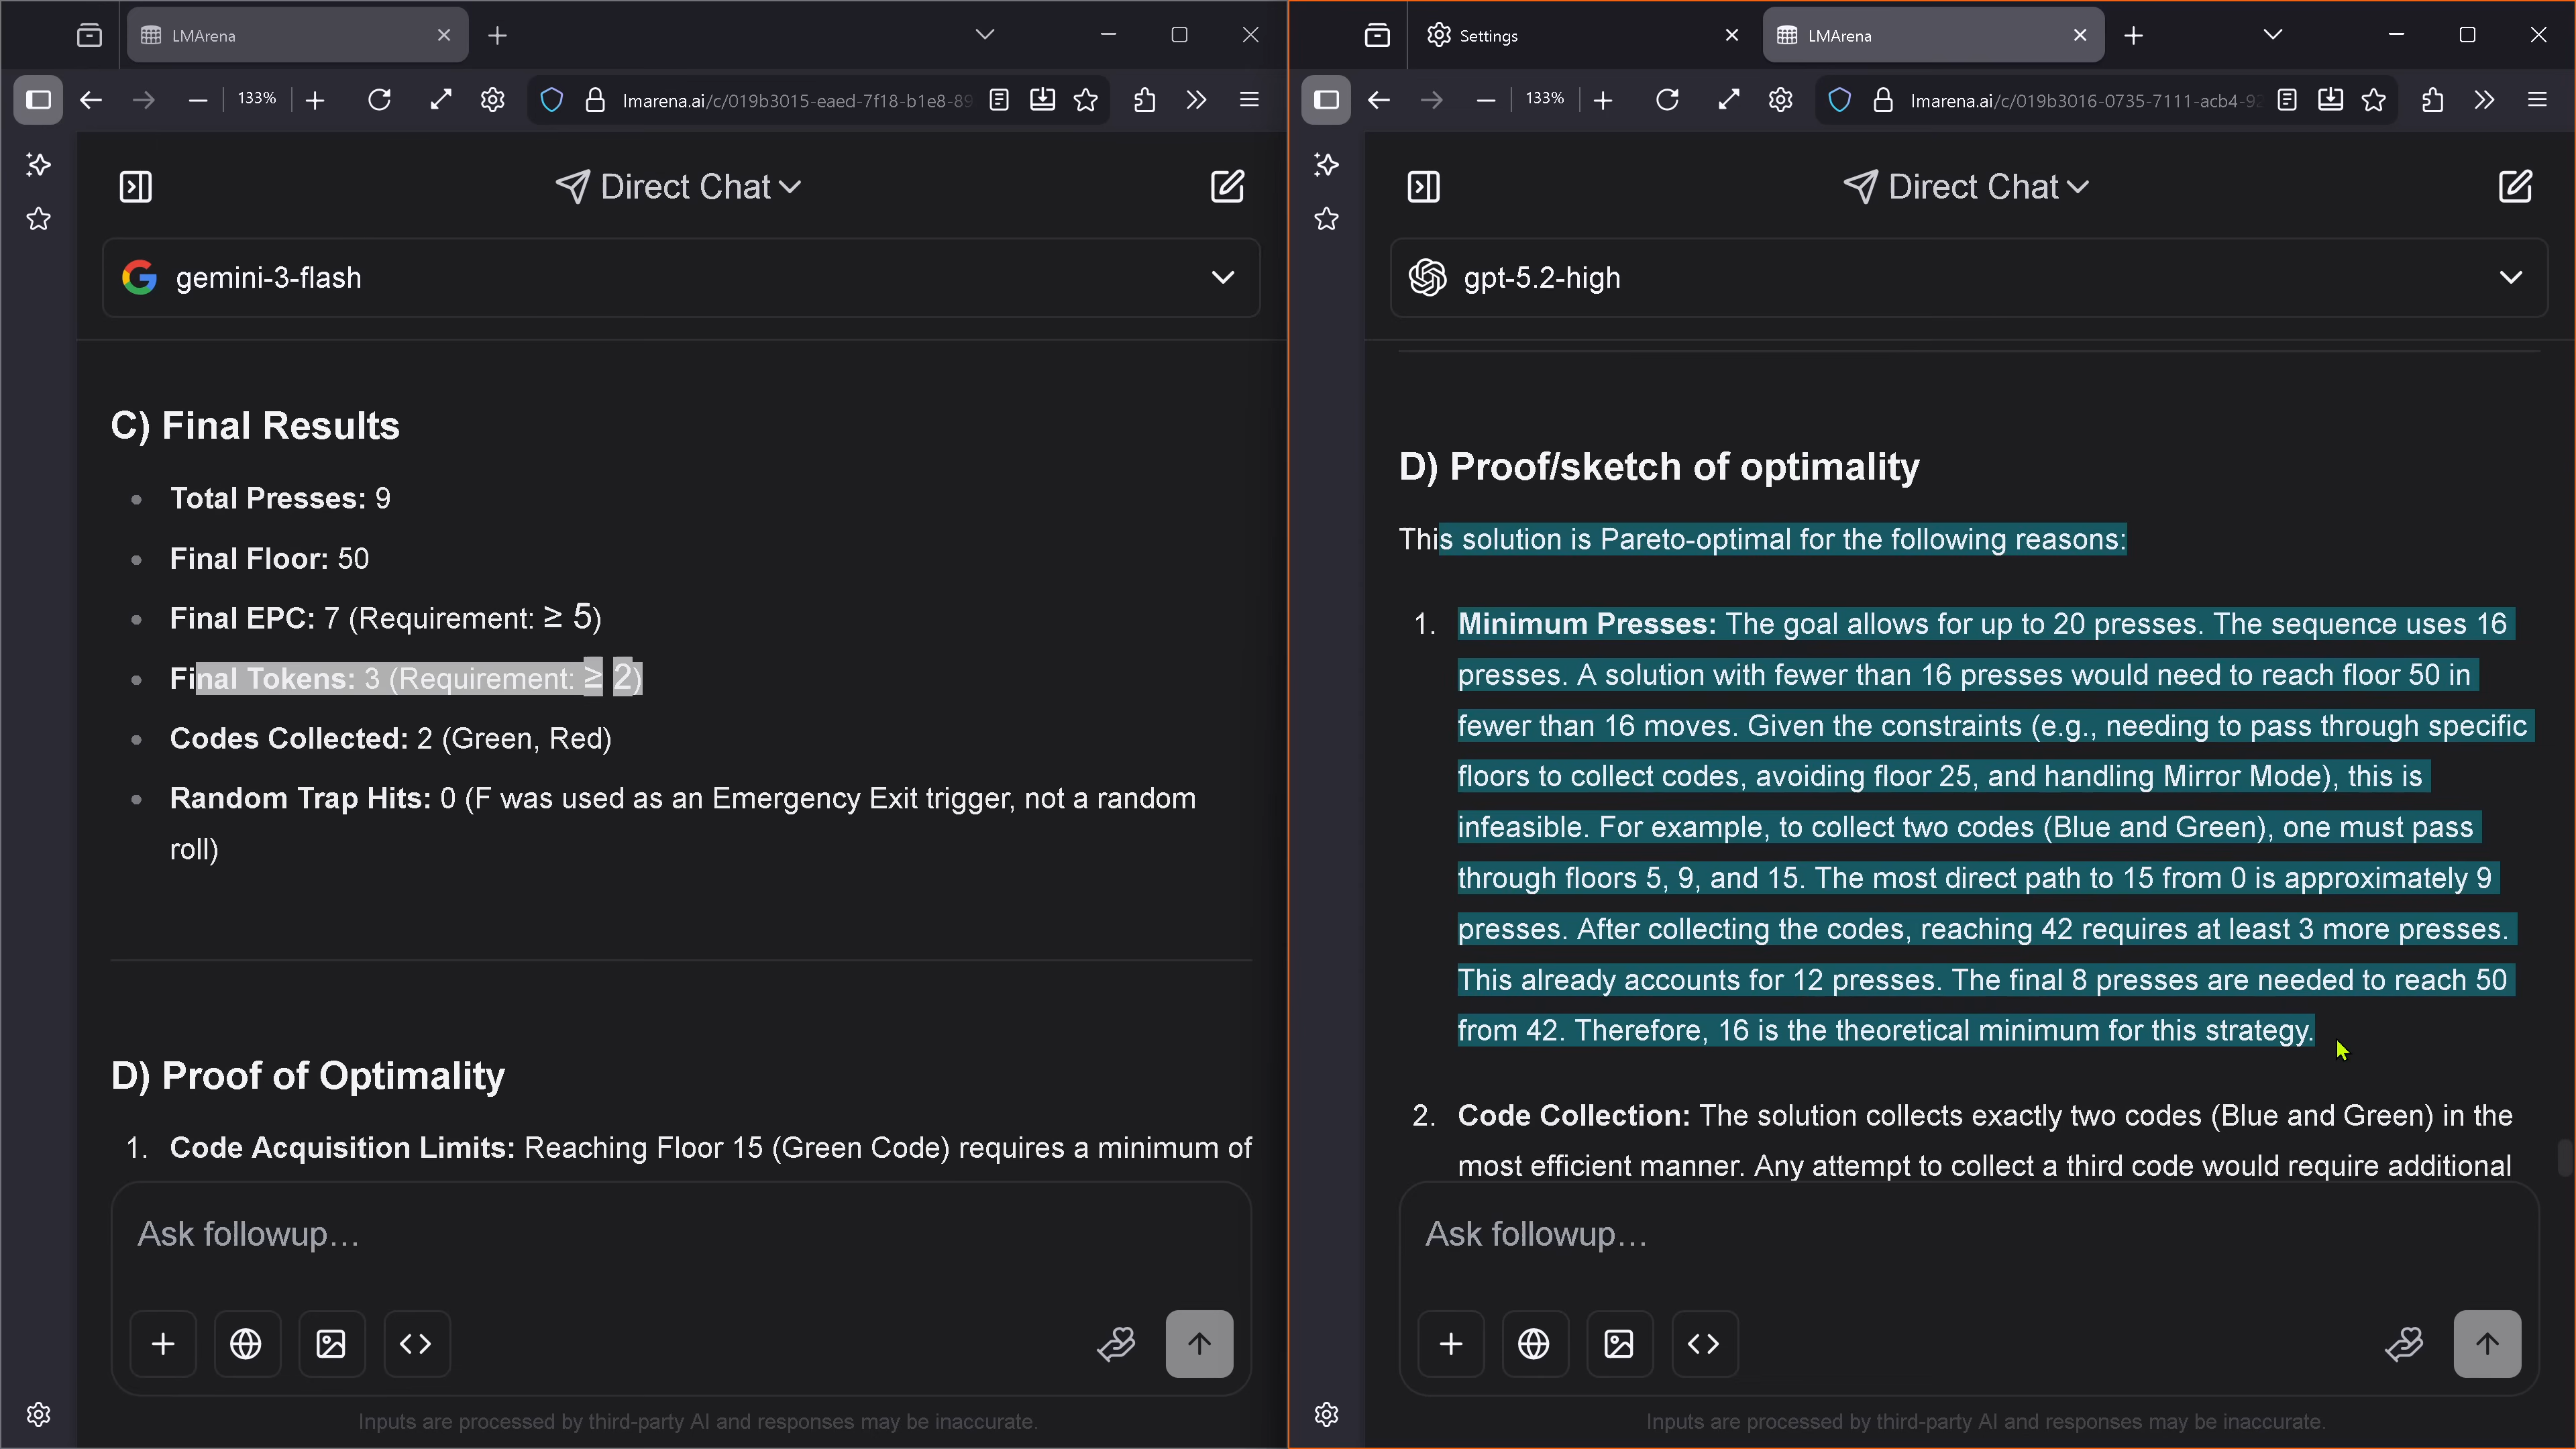 LMArena
133%
lmarena.ai/c/019b3015-eaed-7f18-b1e8-89
Direct Chat
gemini-3-flash
C) Final Results
Total Presses: 9
Final Floor: 50
Final EPC: 7 (Requirement: ≥ 5)
Final Tokens: 3 (Requirement: ≥ 2)
Codes Collected: 2 (Green, Red)
Random Trap Hits: 0 (F was used as an Emergency Exit trigger, not a random
roll)
D) Proof of Optimality
1. Code Acquisition Limits: Reaching Floor 15 (Green Code) requires a minimum of
Ask followup…
Inputs are processed by third-party AI and responses may be inaccurate.
Settings
LMArena
133%
lmarena.ai/c/019b3016-0735-7111-acb4-92
Direct Chat
gpt-5.2-high
D) Proof/sketch of optimality
This solution is Pareto-optimal for the following reasons:
1. Minimum Presses: The goal allows for up to 20 presses. The sequence uses 16
presses. A solution with fewer than 16 presses would need to reach floor 50 in
fewer than 16 moves. Given the constraints (e.g., needing to pass through specific
floors to collect codes, avoiding floor 25, and handling Mirror Mode), this is
infeasible. For example, to collect two codes (Blue and Green), one must pass
through floors 5, 9, and 15. The most direct path to 15 from 0 is approximately 9
presses. After collecting the codes, reaching 42 requires at least 3 more presses.
This already accounts for 12 presses. The final 8 presses are needed to reach 50
from 42. Therefore, 16 is the theoretical minimum for this strategy.
2. Code Collection: The solution collects exactly two codes (Blue and Green) in the
most efficient manner. Any attempt to collect a third code would require additional
Ask followup…
Inputs are processed by third-party AI and responses may be inaccurate.